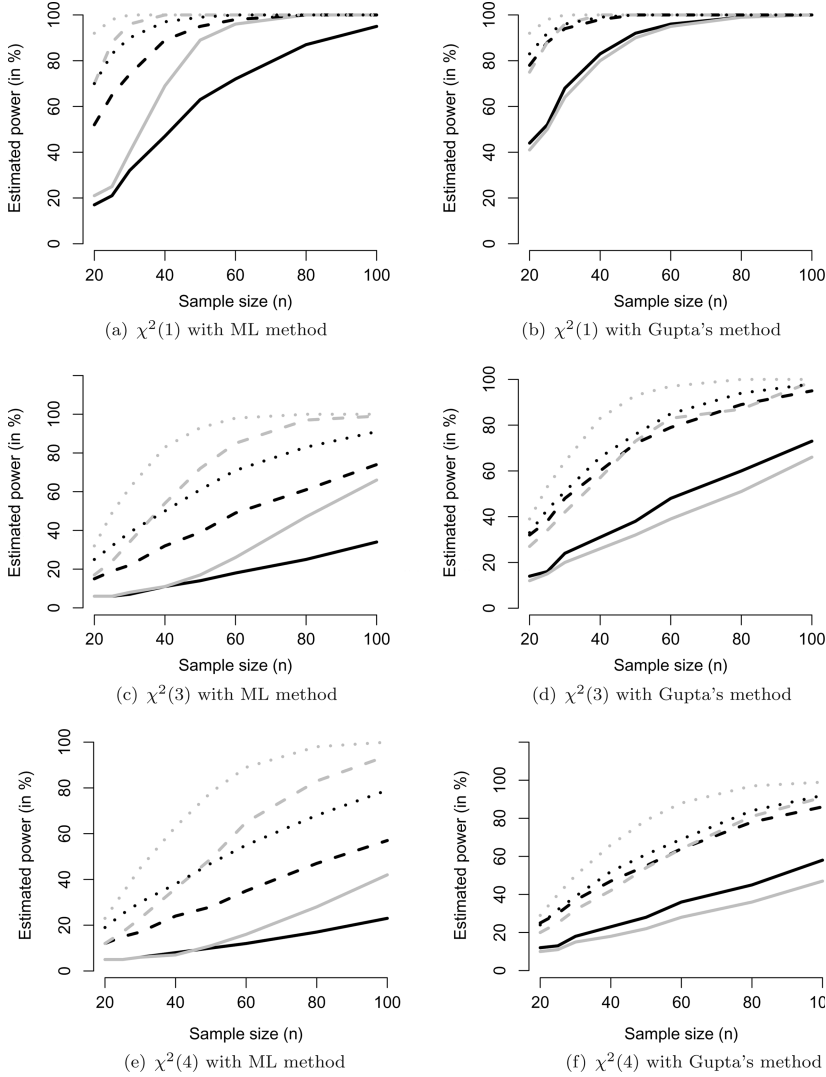 Estimated power (in %)
0 20 40 60 80 100
20 40 60 80 100
Sample size (n)
(a) χ²(1) with ML method
Estimated power (in %)
0 20 40 60 80 100
20 40 60 80 100
Sample size (n)
(b) χ²(1) with Gupta's method
Estimated power (in %)
0 20 40 60 80 100
20 40 60 80 100
Sample size (n)
(c) χ²(3) with ML method
Estimated power (in %)
0 20 40 60 80 100
20 40 60 80 100
Sample size (n)
(d) χ²(3) with Gupta's method
Estimated power (in %)
0 20 40 60 80 100
20 40 60 80 100
Sample size (n)
(e) χ²(4) with ML method
Estimated power (in %)
0 20 40 60 80 100
20 40 60 80 10
Sample size (n)
(f) χ²(4) with Gupta's method